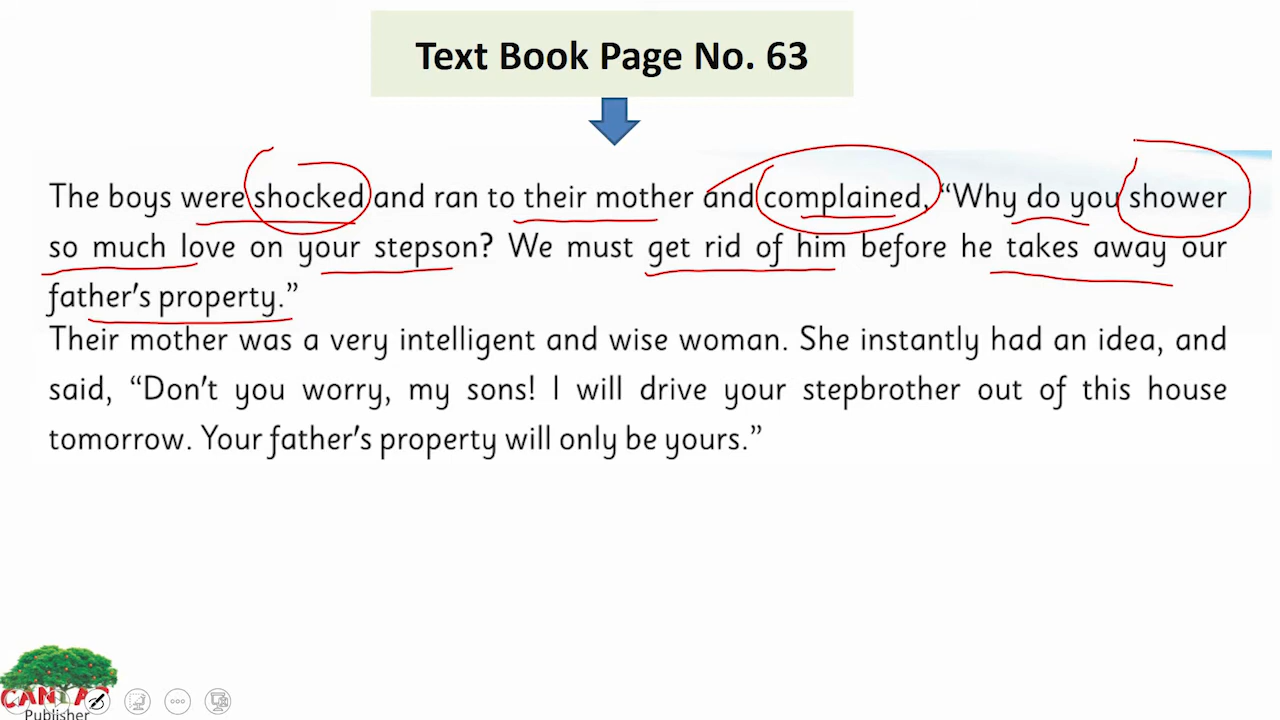 Text Book Page No. 63
The boys were shocked and ran to their mother and complained, “Why do you shower
so much love on your stepson? We must get rid of him before he takes away our
father’s property.”
Their mother was a very intelligent and wise woman. She instantly had an idea, and
said, “Don’t you worry, my sons! I will drive your stepbrother out of this house
tomorrow. Your father’s property will only be yours.”
Publisher